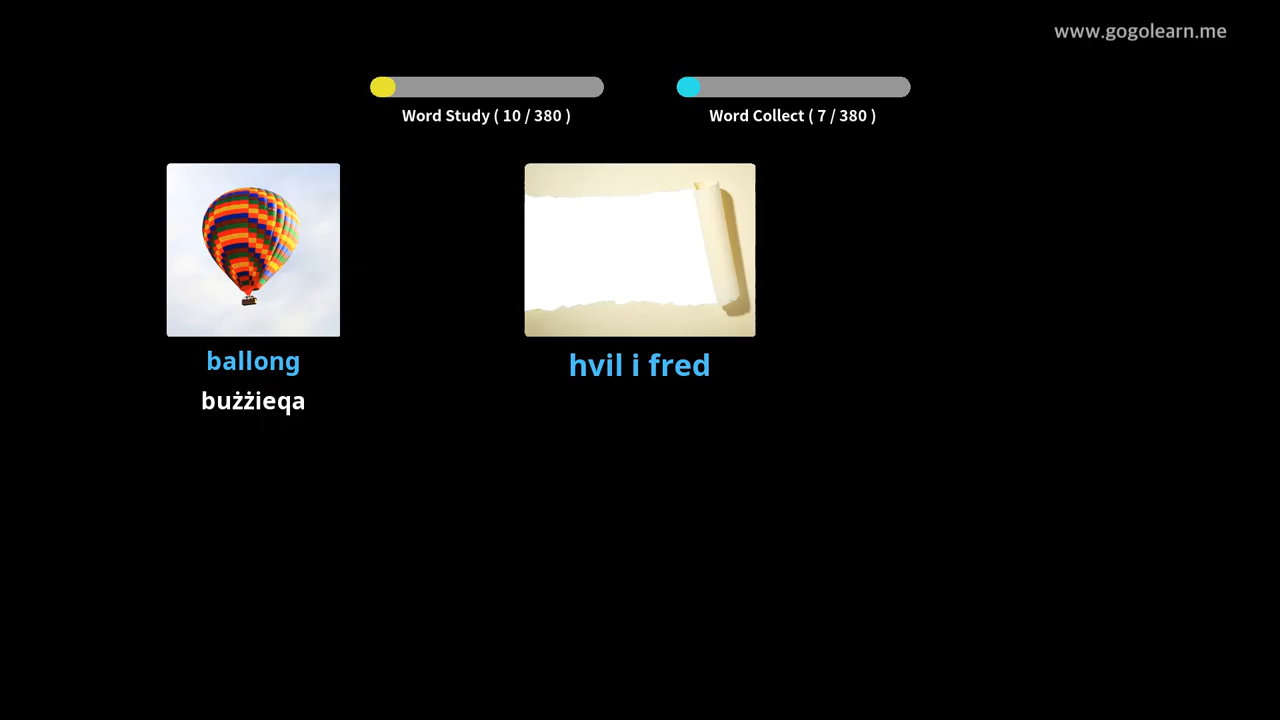 www.gogolearn.me
Word Study ( 10 / 380 )
Word Collect ( 7 / 380 )
ballong
bużżieqa
hvil i fred